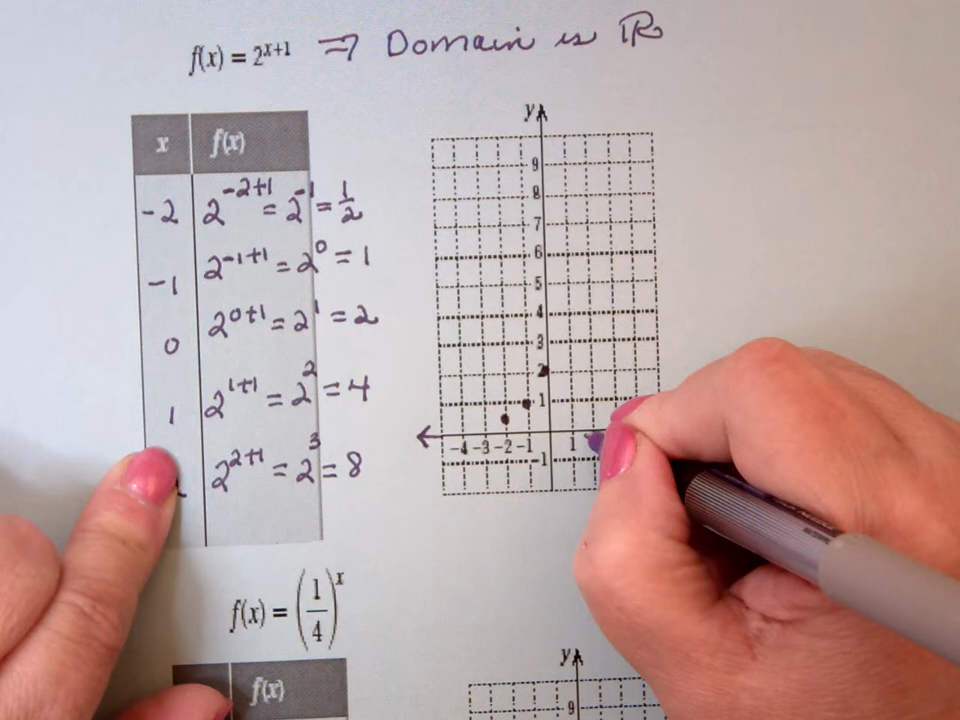 f(x) = 2^{x+1} ⇒ Domain is ℝ
x f(x)
-2 2^{-2+1} = 2^{-1} = 1/2
-1 2^{-1+1} = 2^0 = 1
0 2^{0+1} = 2^1 = 2
1 2^{1+1} = 2^2 = 4
2^{2+1} = 2^3 = 8
y
9
8
7
6
5
4
3
2
1
-4 -3 -2 -1 1
-1
f(x) = (1/4)^x
f(x)
y
9